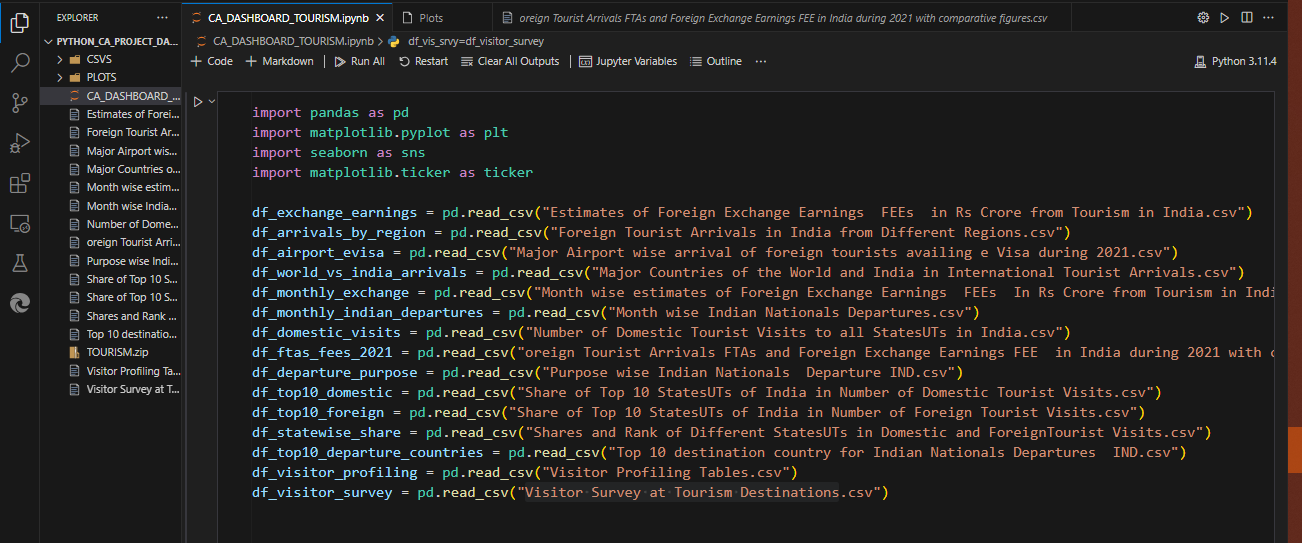 EXPLORER ···
PYTHON_CA_PROJECT_DA...
CSVS
PLOTS
CA_DASHBOARD_...
Estimates of Forei...
Foreign Tourist Ar...
Major Airport wis...
Major Countries o...
Month wise estim...
Month wise India...
Number of Dome...
oreign Tourist Arri...
Purpose wise Indi...
Share of Top 10 S...
Share of Top 10 S...
Shares and Rank ...
Top 10 destinatio...
TOURISM.zip
Visitor Profiling Ta...
Visitor Survey at T...
CA_DASHBOARD_TOURISM.ipynb
Plots
oreign Tourist Arrivals FTAs and Foreign Exchange Earnings FEE in India during 2021 with comparative figures.csv
CA_DASHBOARD_TOURISM.ipynb > df_vis_srvy=df_visitor_survey
+ Code + Markdown Run All Restart Clear All Outputs Jupyter Variables Outline ··· Python 3.11.4
import pandas as pd
import matplotlib.pyplot as plt
import seaborn as sns
import matplotlib.ticker as ticker
df_exchange_earnings = pd.read_csv("Estimates of Foreign Exchange Earnings  FEEs  in Rs Crore from Tourism in India.csv")
df_arrivals_by_region = pd.read_csv("Foreign Tourist Arrivals in India from Different Regions.csv")
df_airport_evisa = pd.read_csv("Major Airport wise arrival of foreign tourists availing e Visa during 2021.csv")
df_world_vs_india_arrivals = pd.read_csv("Major Countries of the World and India in International Tourist Arrivals.csv")
df_monthly_exchange = pd.read_csv("Month wise estimates of Foreign Exchange Earnings  FEEs  In Rs Crore from Tourism in Indi
df_monthly_indian_departures = pd.read_csv("Month wise Indian Nationals Departures.csv")
df_domestic_visits = pd.read_csv("Number of Domestic Tourist Visits to all StatesUTs in India.csv")
df_ftas_fees_2021 = pd.read_csv("oreign Tourist Arrivals FTAs and Foreign Exchange Earnings FEE  in India during 2021 with c
df_departure_purpose = pd.read_csv("Purpose wise Indian Nationals  Departure IND.csv")
df_top10_domestic = pd.read_csv("Share of Top 10 StatesUTs of India in Number of Domestic Tourist Visits.csv")
df_top10_foreign = pd.read_csv("Share of Top 10 StatesUTs of India in Number of Foreign Tourist Visits.csv")
df_statewise_share = pd.read_csv("Shares and Rank of Different StatesUTs in Domestic and ForeignTourist Visits.csv")
df_top10_departure_countries = pd.read_csv("Top 10 destination country for Indian Nationals Departures  IND.csv")
df_visitor_profiling = pd.read_csv("Visitor Profiling Tables.csv")
df_visitor_survey = pd.read_csv("Visitor Survey at Tourism Destinations.csv")